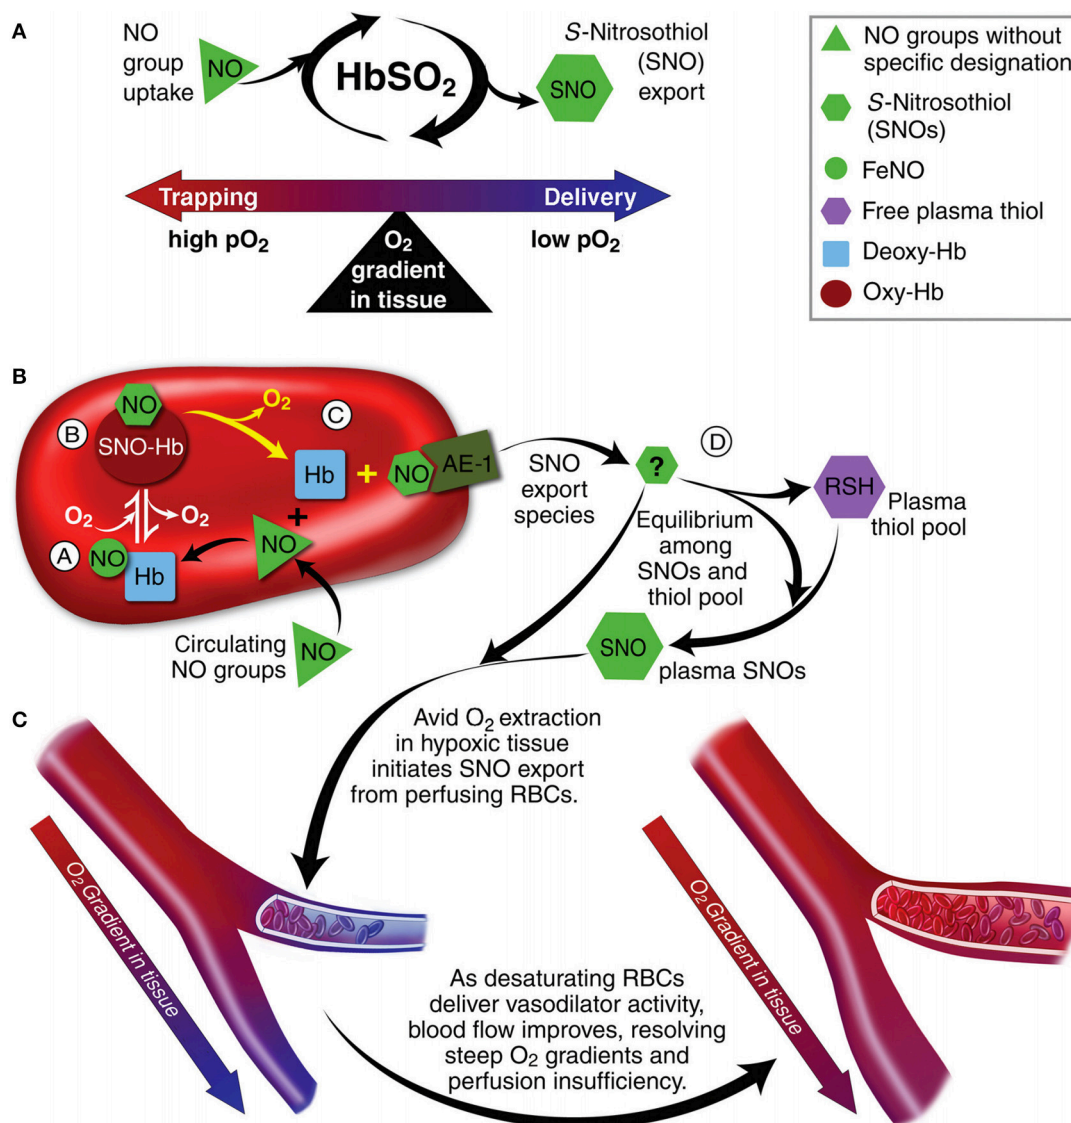 A
NO
group
uptake
NO
HbSO₂
S-Nitrosothiol
(SNO)
export
SNO
Trapping
Delivery
high pO₂
low pO₂
O₂
gradient
in tissue
NO groups without
specific designation
S-Nitrosothiol
(SNOs)
FeNO
Free plasma thiol
Deoxy-Hb
Oxy-Hb
B
B
NO
SNO-Hb
O₂
C
Hb
+
NO
AE-1
O₂
O₂
A
NO
Hb
+
NO
Circulating
NO groups
NO
SNO
export
species
?
D
RSH
Plasma
thiol pool
Equilibrium
among
SNOs and
thiol pool
SNO
plasma SNOs
C
Avid O₂ extraction
in hypoxic tissue
initiates SNO export
from perfusing RBCs.
O₂ Gradient in tissue
O₂ Gradient in tissue
As desaturating RBCs
deliver vasodilator activity,
blood flow improves, resolving
steep O₂ gradients and
perfusion insufficiency.